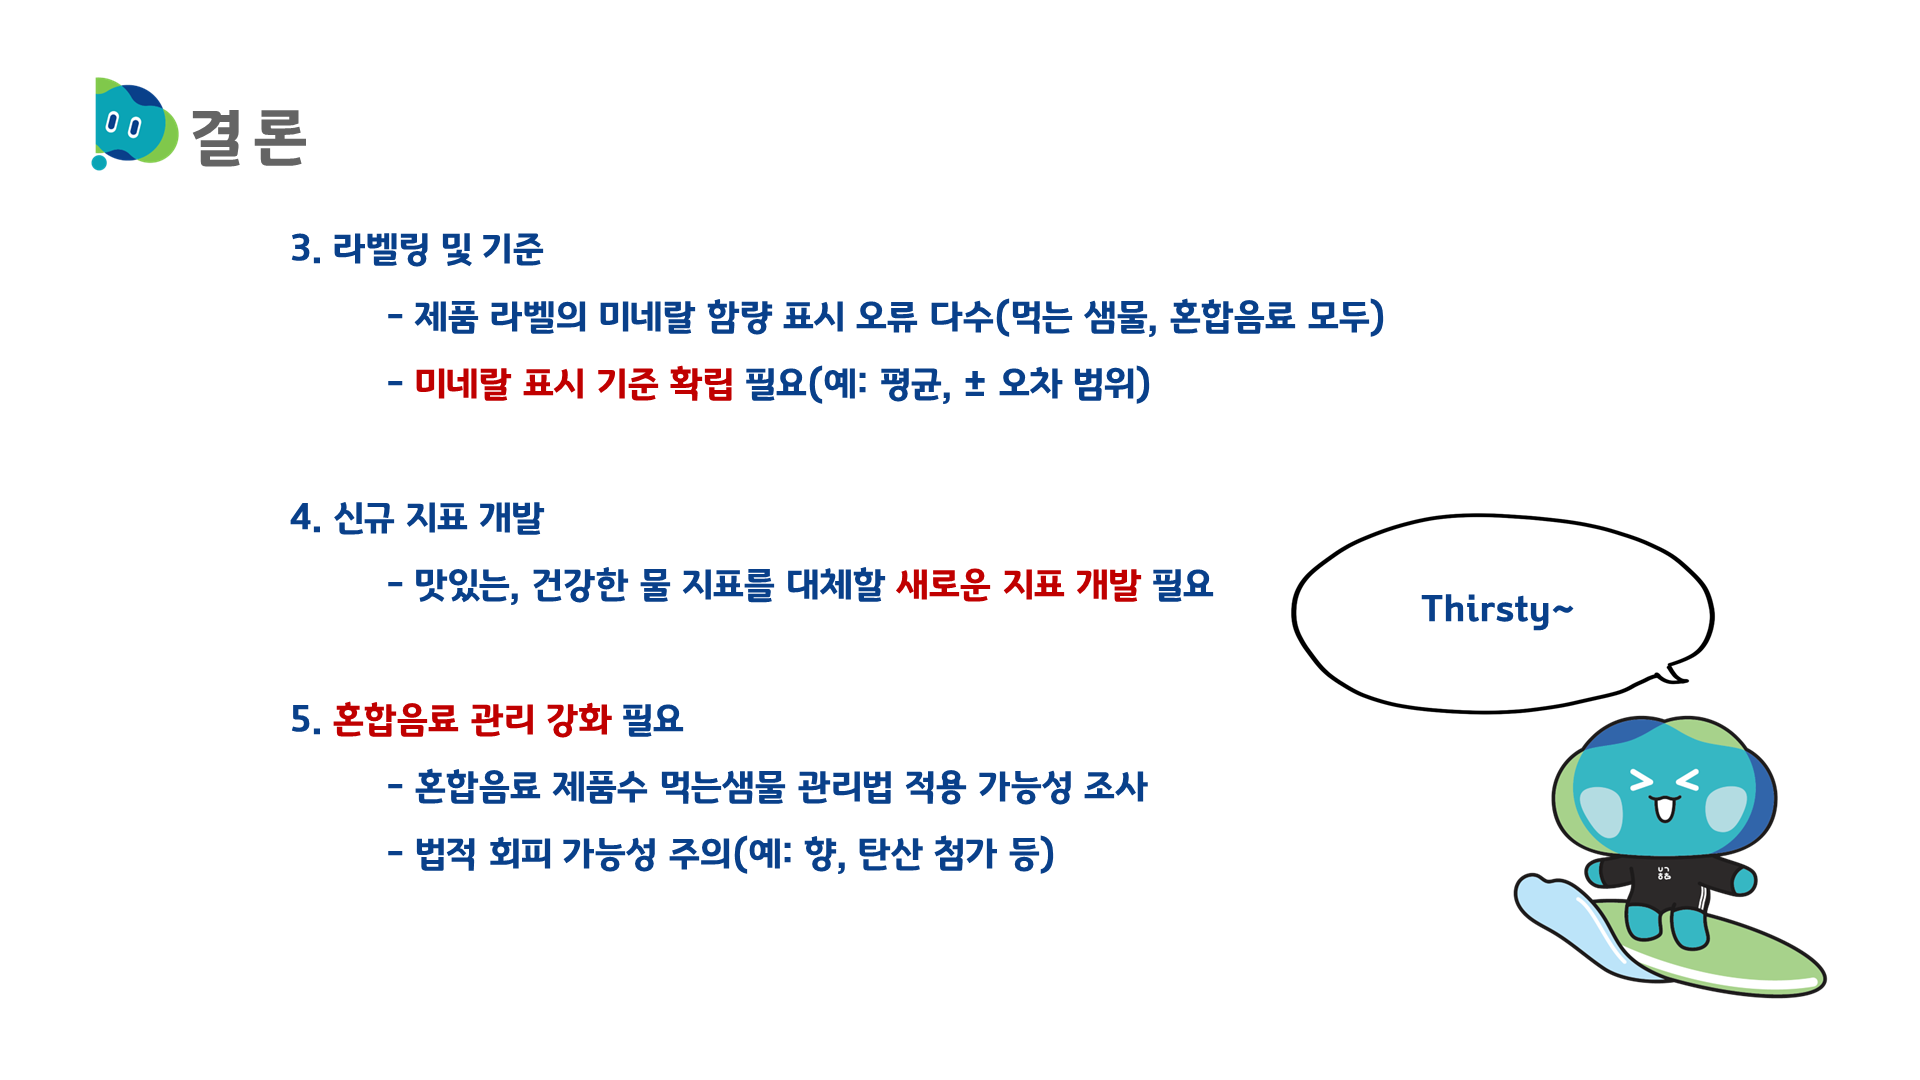 결론
3. 라벨링 및 기준
- 제품 라벨의 미네랄 함량 표시 오류 다수(먹는 샘물, 혼합음료 모두)
- 미네랄 표시 기준 확립 필요(예: 평균, ± 오차 범위)
4. 신규 지표 개발
- 맛있는, 건강한 물 지표를 대체할 새로운 지표 개발 필요
Thirsty~
5. 혼합음료 관리 강화 필요
- 혼합음료 제품수 먹는샘물 관리법 적용 가능성 조사
- 법적 회피 가능성 주의(예: 향, 탄산 첨가 등)